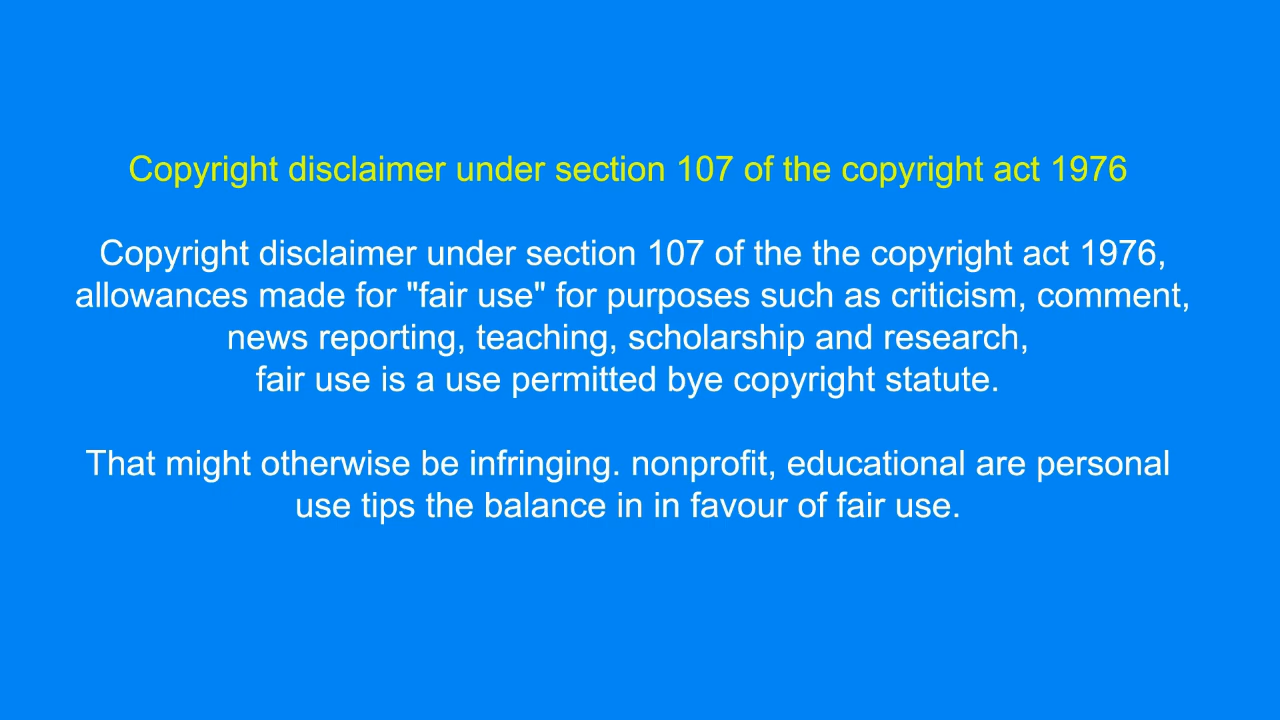 Copyright disclaimer under section 107 of the copyright act 1976
Copyright disclaimer under section 107 of the the copyright act 1976,
allowances made for "fair use" for purposes such as criticism, comment,
news reporting, teaching, scholarship and research,
fair use is a use permitted bye copyright statute.
That might otherwise be infringing. nonprofit, educational are personal
use tips the balance in in favour of fair use.